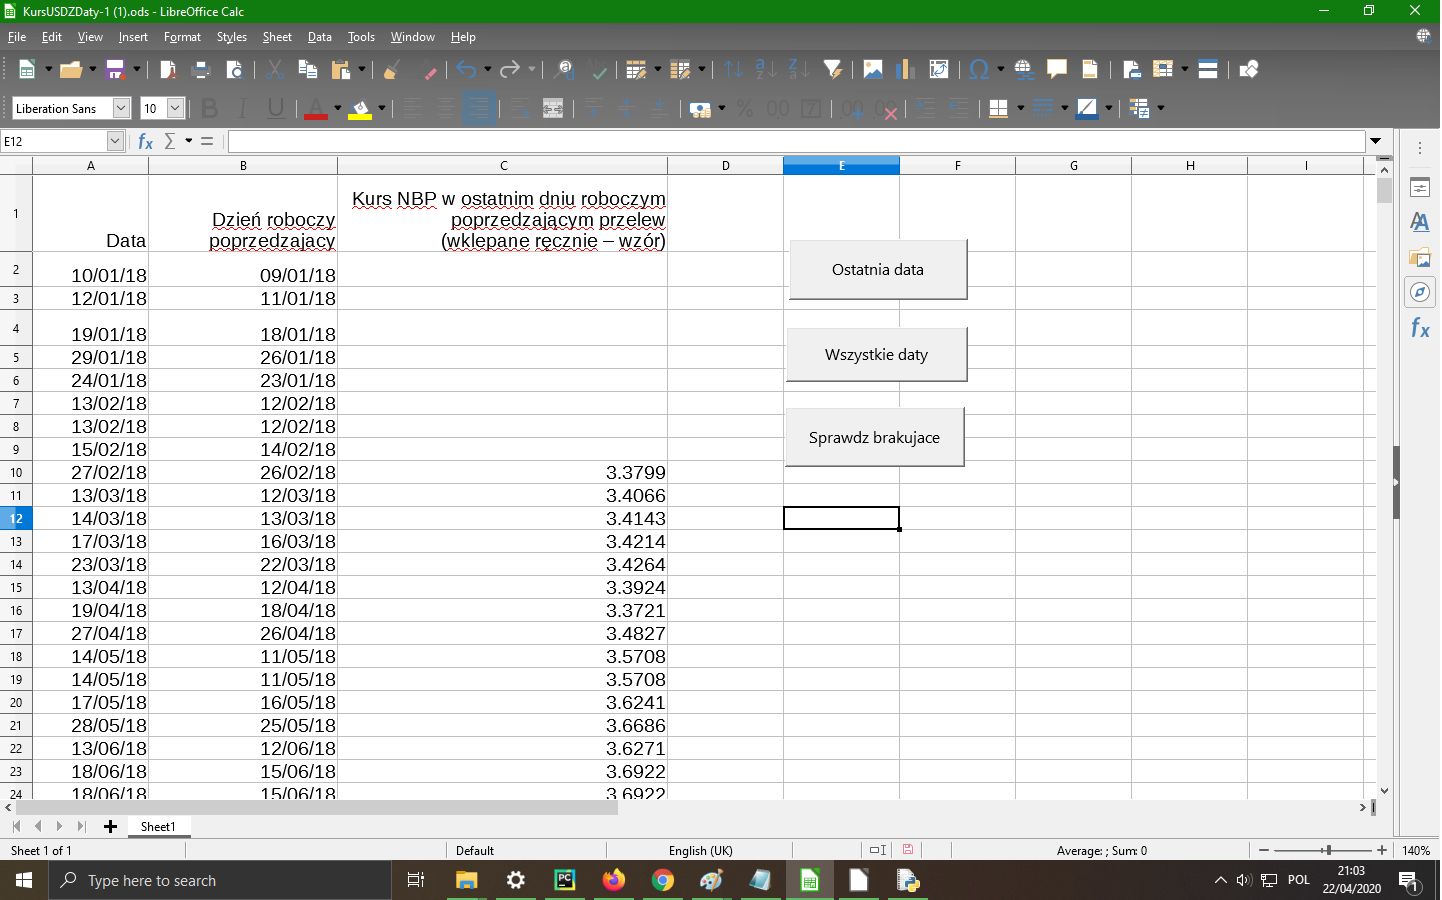 KursUSDZDaty-1 (1).ods - LibreOffice Calc
File Edit View Insert Format Styles Sheet Data Tools Window Help
Liberation Sans 10
E12
A B C D E F G H I
1 Data Dzień roboczy poprzedzajacy Kurs NBP w ostatnim dniu roboczym poprzedzającym przelew (wklepane ręcznie – wzór)
2 10/01/18 09/01/18
3 12/01/18 11/01/18
4 19/01/18 18/01/18
5 29/01/18 26/01/18
6 24/01/18 23/01/18
7 13/02/18 12/02/18
8 13/02/18 12/02/18
9 15/02/18 14/02/18
10 27/02/18 26/02/18 3.3799
11 13/03/18 12/03/18 3.4066
12 14/03/18 13/03/18 3.4143
13 17/03/18 16/03/18 3.4214
14 23/03/18 22/03/18 3.4264
15 13/04/18 12/04/18 3.3924
16 19/04/18 18/04/18 3.3721
17 27/04/18 26/04/18 3.4827
18 14/05/18 11/05/18 3.5708
19 14/05/18 11/05/18 3.5708
20 17/05/18 16/05/18 3.6241
21 28/05/18 25/05/18 3.6686
22 13/06/18 12/06/18 3.6271
23 18/06/18 15/06/18 3.6922
24 18/06/18 15/06/18 3.6922
Ostatnia data
Wszystkie daty
Sprawdz brakujace
Sheet1
Sheet 1 of 1 Default English (UK) Average: ; Sum: 0 140%
Type here to search
POL
21:03
22/04/2020
1